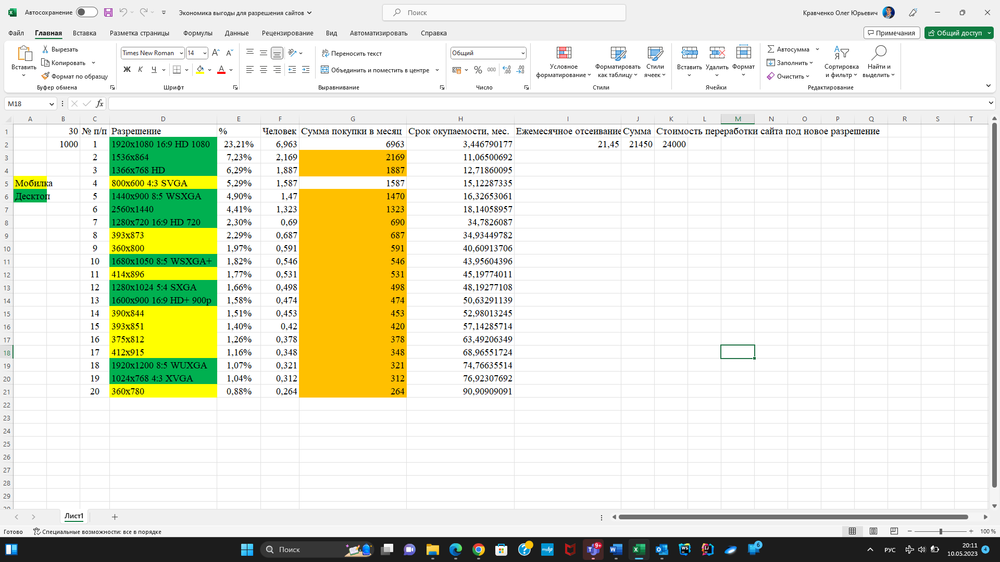 Автосохранение
Экономика выгоды для разрешения сайтов
Поиск
Кравченко Олег Юрьевич
Файл Главная Вставка Разметка страницы Формулы Данные Рецензирование Вид Автоматизировать Справка
Примечания Общий доступ
Вставить
Вырезать
Копировать
Формат по образцу
Буфер обмена
Times New Roman 14
Ж К Ч
Шрифт
Переносить текст
Объединить и поместить в центре
Выравнивание
Общий
% 000
Число
Условное форматирование
Форматировать как таблицу
Стили ячеек
Стили
Вставить Удалить Формат
Ячейки
Автосумма
Заполнить
Очистить
Сортировка и фильтр
Найти и выделить
Редактирование
M18 fx
A B C D E F G H I J K L M N O P Q R S T
1 30 № п/п Разрешение % Человек Сумма покупки в месяц Срок окупаемости, мес. Ежемесячное отсеивание Сумма Стоимость переработки сайта под новое разрешение
2 1000 1 1920x1080 16:9 HD 1080 23,21% 6,963 6963 3,446790177 21,45 21450 24000
3 2 1536x864 7,23% 2,169 2169 11,06500692
4 3 1366x768 HD 6,29% 1,887 1887 12,71860095
5 Мобилка 4 800x600 4:3 SVGA 5,29% 1,587 1587 15,12287335
6 Десктоп 5 1440x900 8:5 WSXGA 4,90% 1,47 1470 16,32653061
7 6 2560x1440 4,41% 1,323 1323 18,14058957
8 7 1280x720 16:9 HD 720 2,30% 0,69 690 34,7826087
9 8 393x873 2,29% 0,687 687 34,93449782
10 9 360x800 1,97% 0,591 591 40,60913706
11 10 1680x1050 8:5 WSXGA+ 1,82% 0,546 546 43,95604396
12 11 414x896 1,77% 0,531 531 45,19774011
13 12 1280x1024 5:4 SXGA 1,66% 0,498 498 48,19277108
14 13 1600x900 16:9 HD+ 900p 1,58% 0,474 474 50,63291139
15 14 390x844 1,51% 0,453 453 52,98013245
16 15 393x851 1,40% 0,42 420 57,14285714
17 16 375x812 1,26% 0,378 378 63,49206349
18 17 412x915 1,16% 0,348 348 68,96551724
19 18 1920x1200 8:5 WUXGA 1,07% 0,321 321 74,76635514
20 19 1024x768 4:3 XVGA 1,04% 0,312 312 76,92307692
21 20 360x780 0,88% 0,264 264 90,90909091
22
23
24
25
26
27
28
29
Лист1
Готово Специальные возможности: все в порядке
100 %
Поиск
myhp
9+
WS
6
РУС
20:11
10.05.2023
4